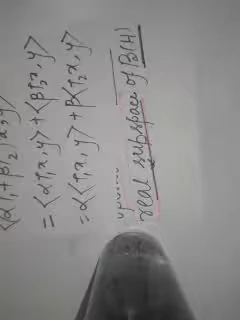 ⟨(αT₁+βT₂)x,y⟩
= ⟨αT₁x,y⟩ + ⟨βT₂x,y⟩
= α⟨T₁x,y⟩ + β⟨T₂x,y⟩
real subspace of B(H)